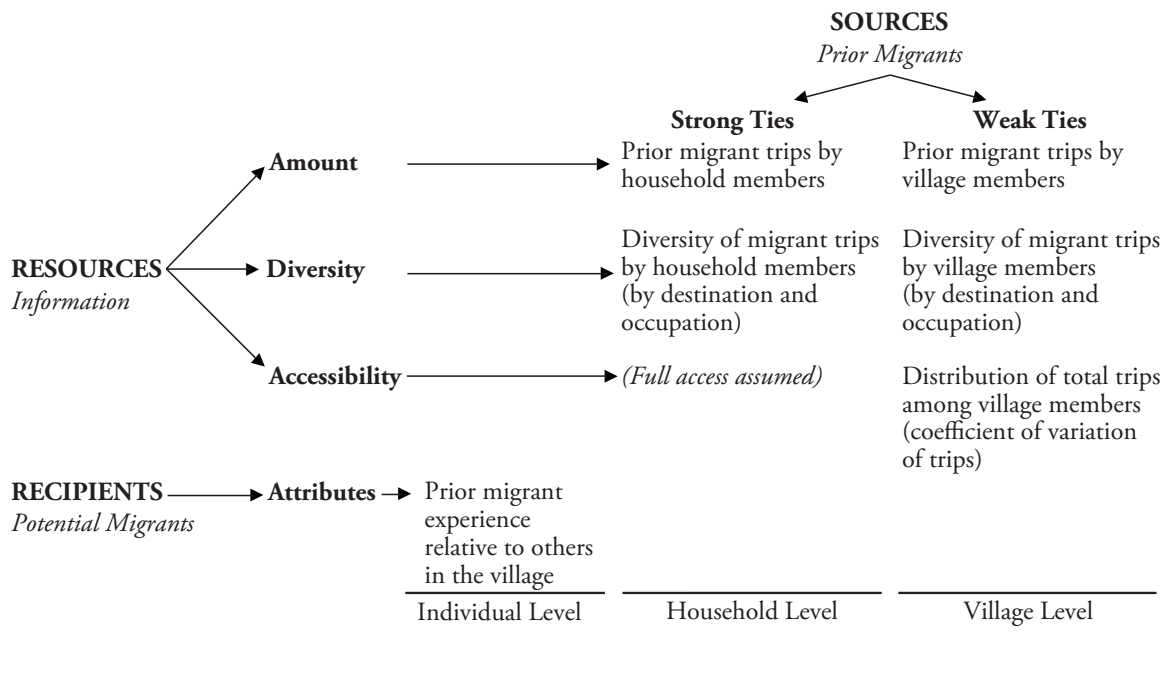 SOURCES
Prior Migrants
Strong Ties
Weak Ties
Amount
Prior migrant trips by
household members
Prior migrant trips by
village members
RESOURCES
Information
Diversity
Diversity of migrant trips
by household members
(by destination and
occupation)
Diversity of migrant trips
by village members
(by destination and
occupation)
Accessibility
(Full access assumed)
Distribution of total trips
among village members
(coefficient of variation
of trips)
RECIPIENTS
Potential Migrants
Attributes
Prior migrant
experience
relative to others
in the village
Individual Level
Household Level
Village Level